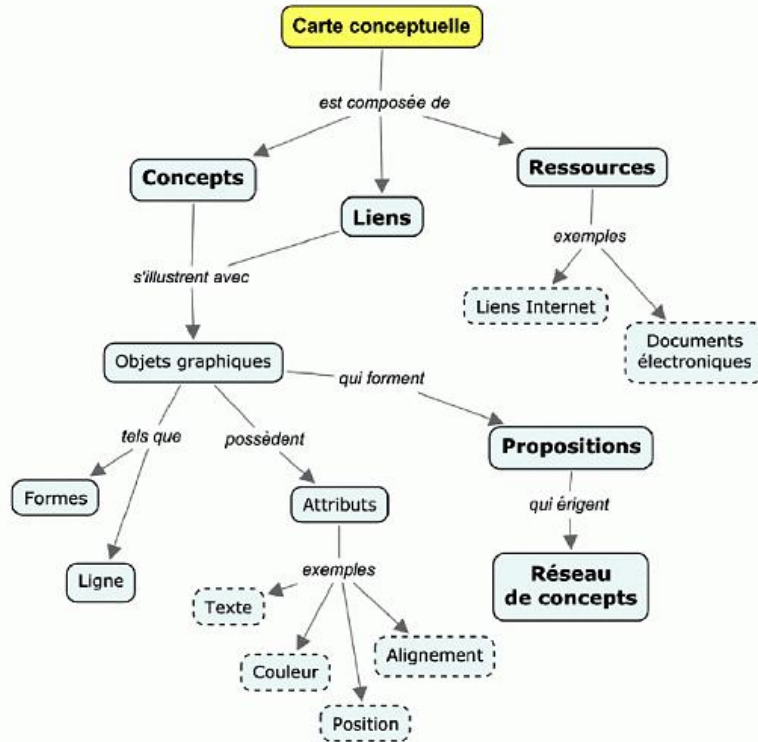 Carte conceptuelle
est composée de
Concepts
Liens
Ressources
s'illustrent avec
exemples
Liens Internet
Documents
électroniques
Objets graphiques
qui forment
tels que
possèdent
Propositions
Formes
Attributs
qui érigent
Ligne
exemples
Réseau
de concepts
Texte
Couleur
Alignement
Position